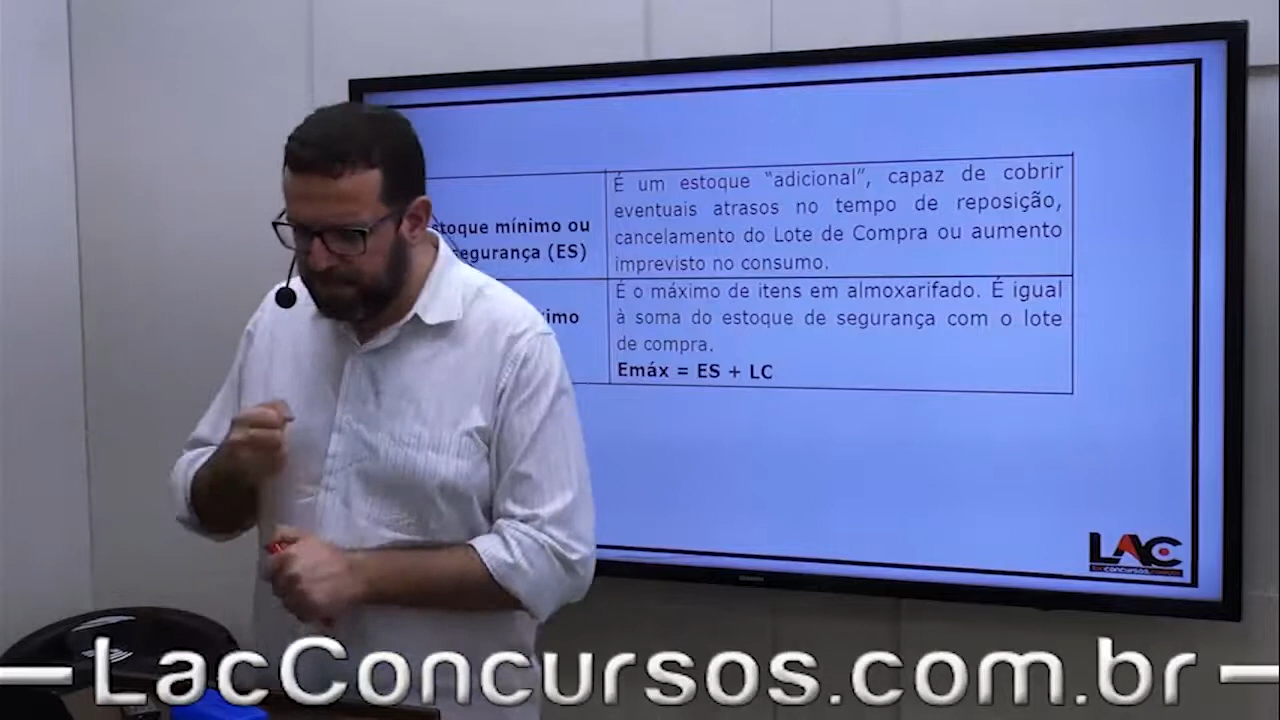 É um estoque “adicional”, capaz de cobrir
eventuais atrasos no tempo de reposição,
cancelamento do Lote de Compra ou aumento
imprevisto no consumo.
mínimo ou
segurança (ES)
É o máximo de itens em almoxarifado. É igual
à soma do estoque de segurança com o lote
de compra.
Emáx = ES + LC
LAC
LacConcursos.com.br